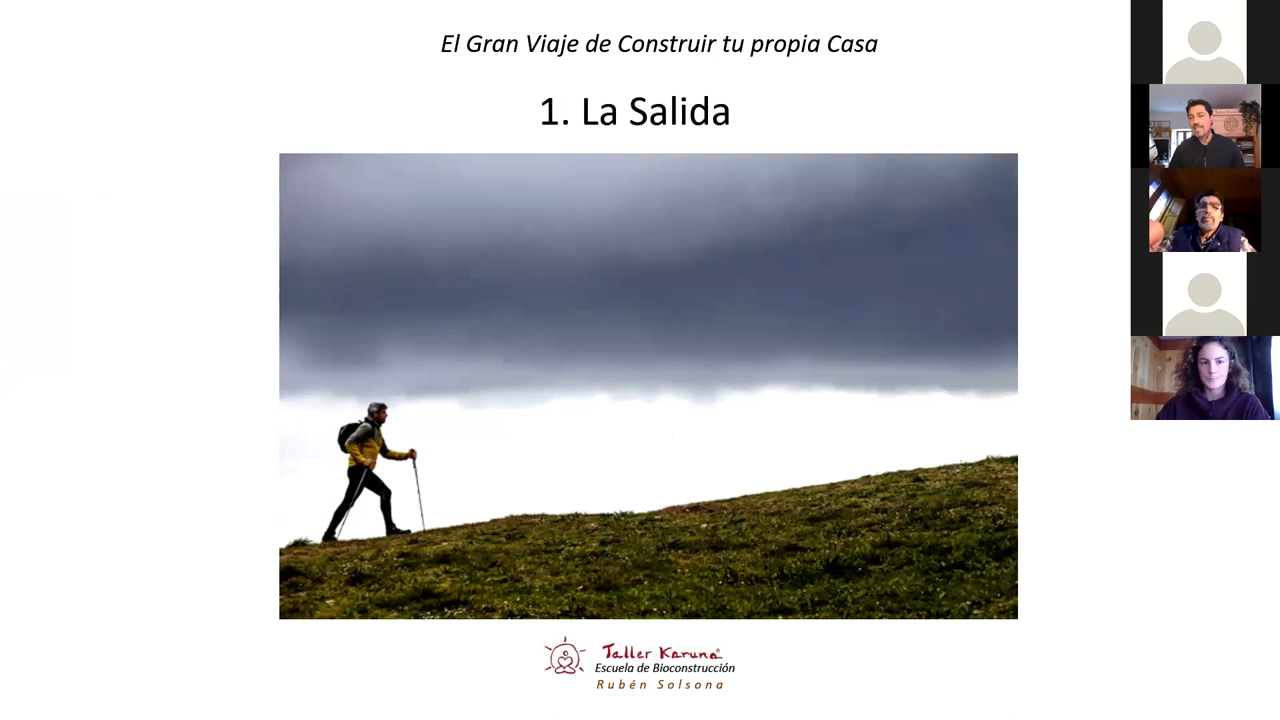 El Gran Viaje de Construir tu propia Casa
1. La Salida
Taller Karuna
Escuela de Bioconstrucción
Rubén Solsona